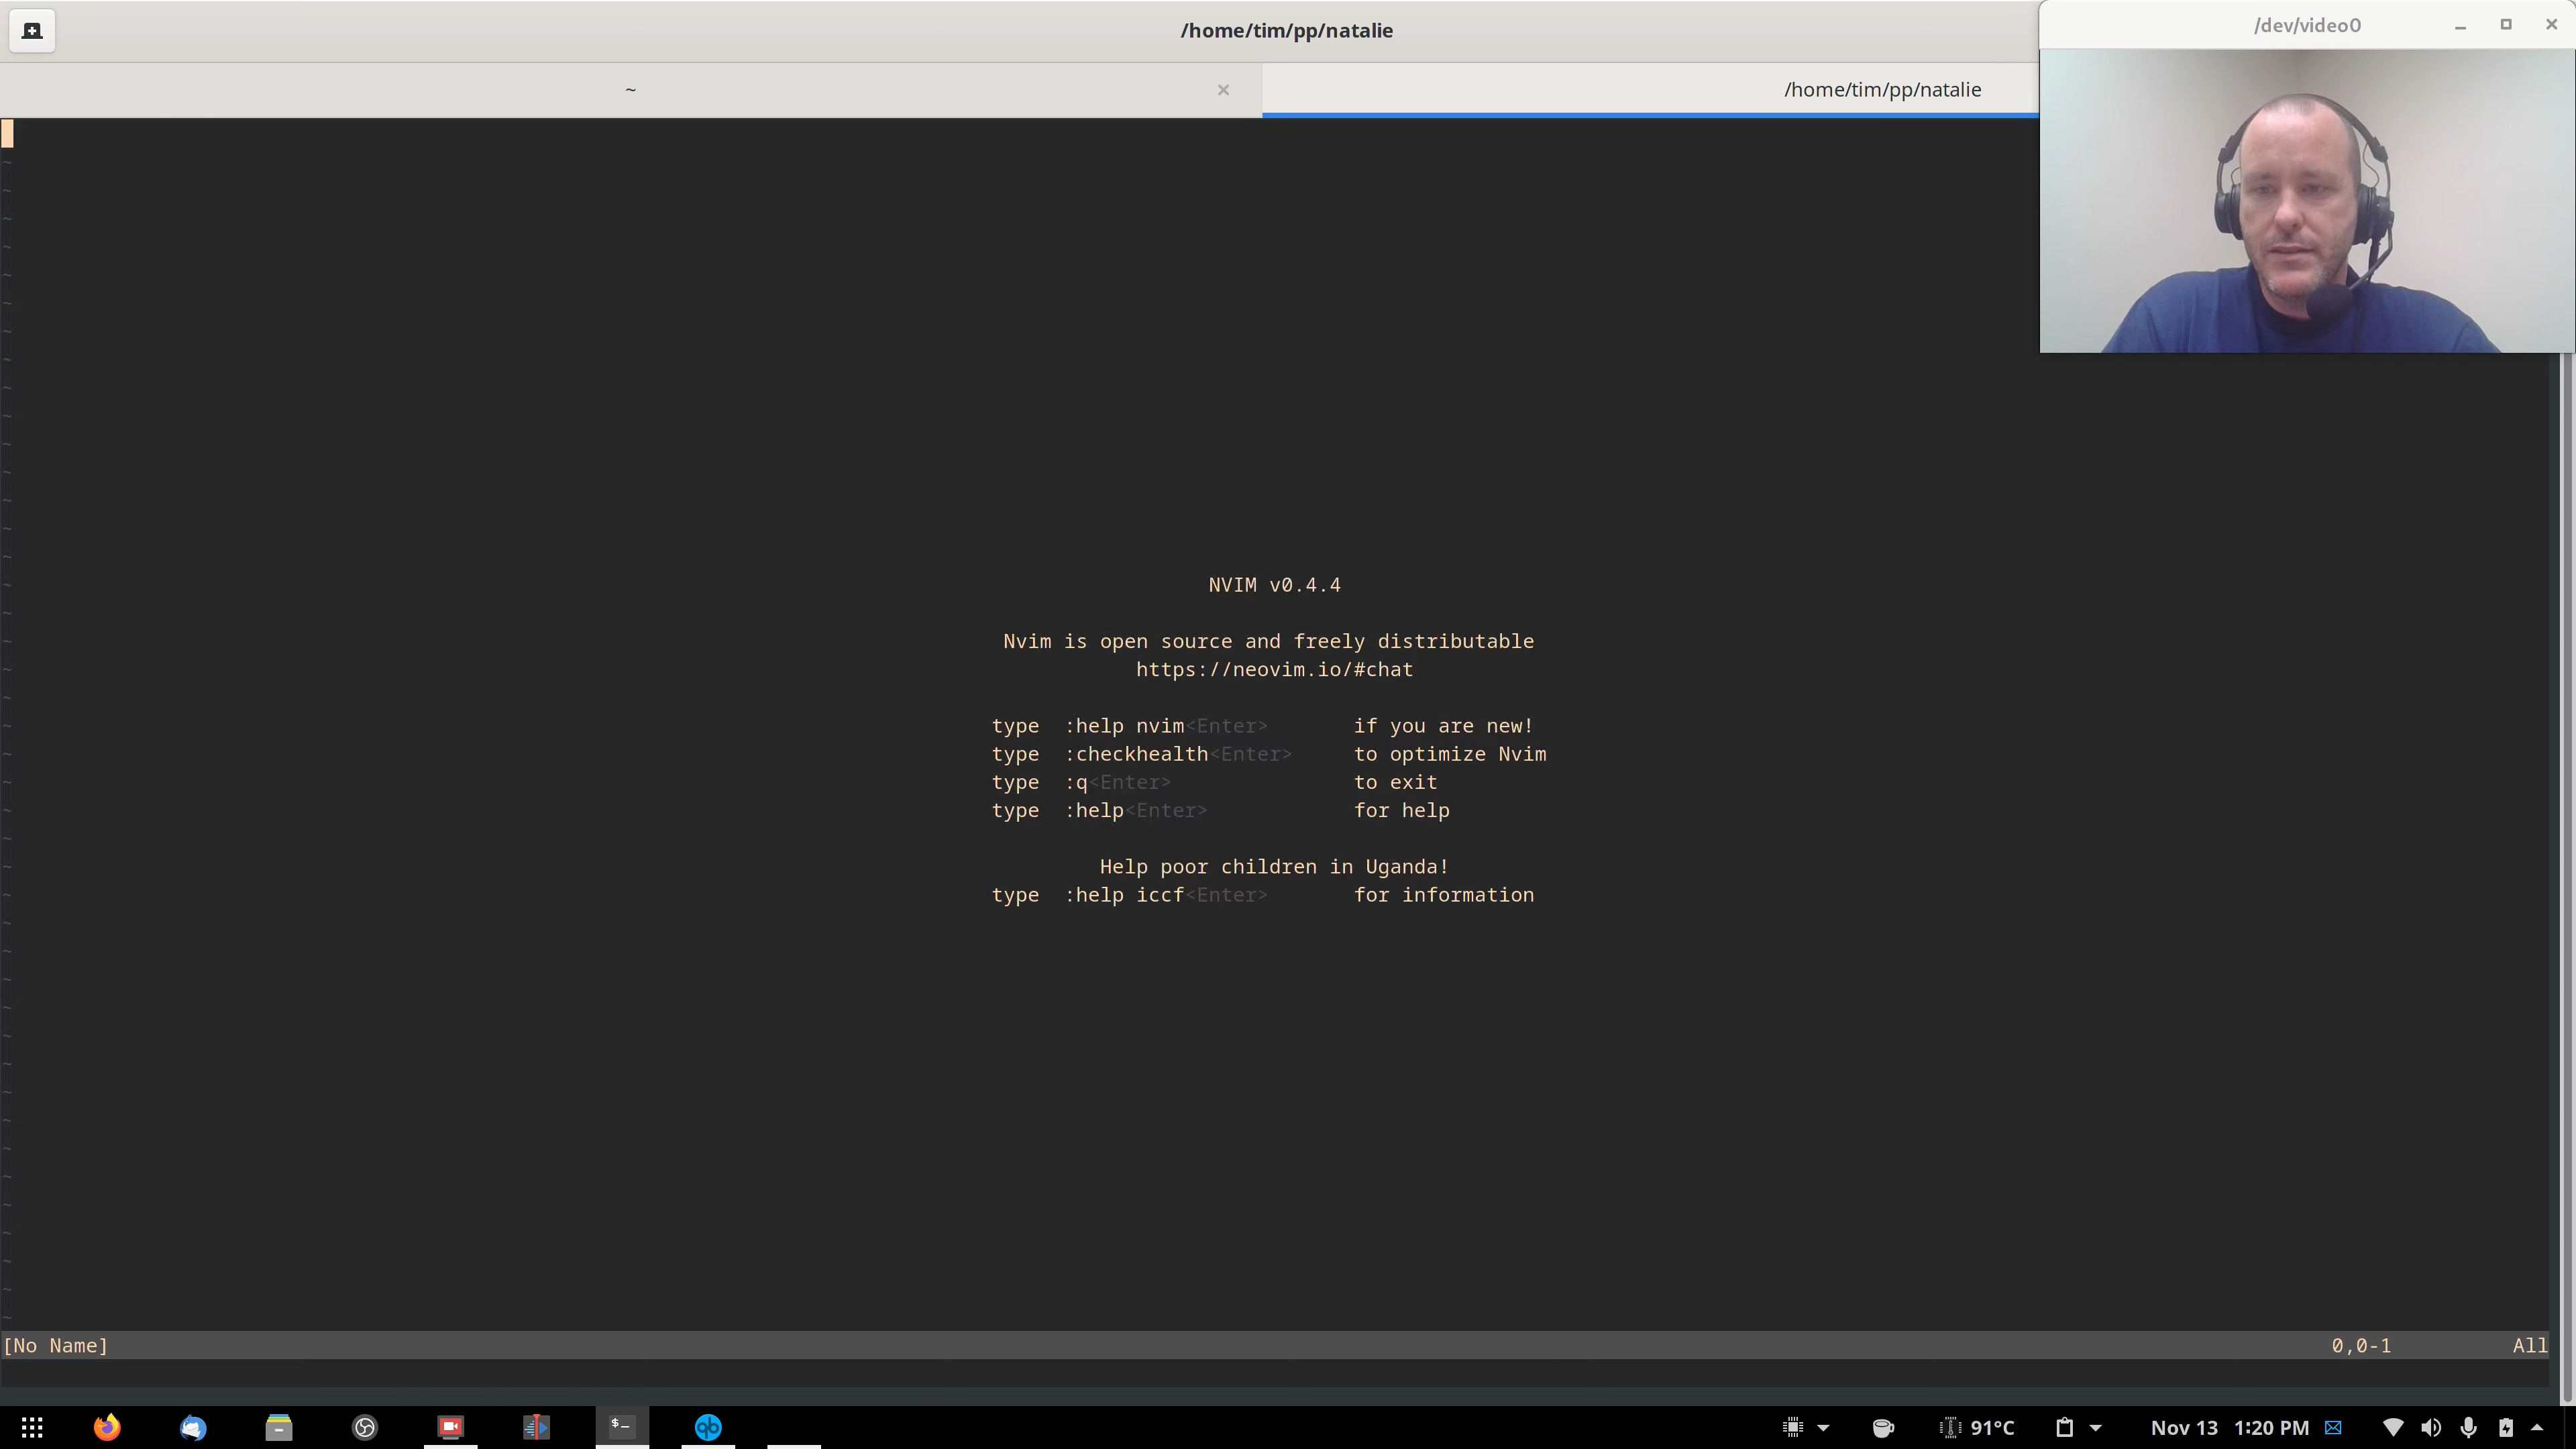 /home/tim/pp/natalie
/dev/video0
~
/home/tim/pp/natalie
NVIM v0.4.4
Nvim is open source and freely distributable
https://neovim.io/#chat
type :help nvim<Enter> if you are new!
type :checkhealth<Enter> to optimize Nvim
type :q<Enter> to exit
type :help<Enter> for help
Help poor children in Uganda!
type :help iccf<Enter> for information
[No Name] 0,0-1 All
$_ qb 91°C Nov 13 1:20 PM